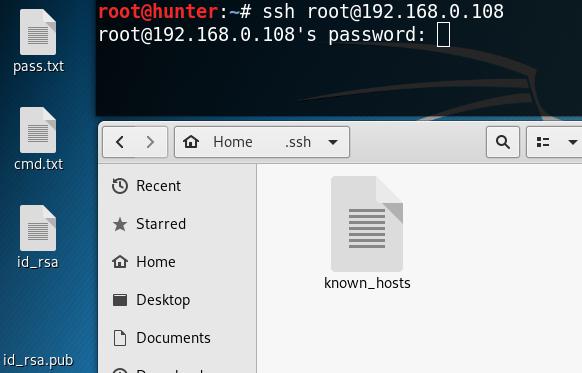 root@hunter:~# ssh root@192.168.0.108
root@192.168.0.108's password:
pass.txt
cmd.txt
id_rsa
id_rsa.pub
Home
.ssh
Recent
Starred
Home
Desktop
Documents
known_hosts